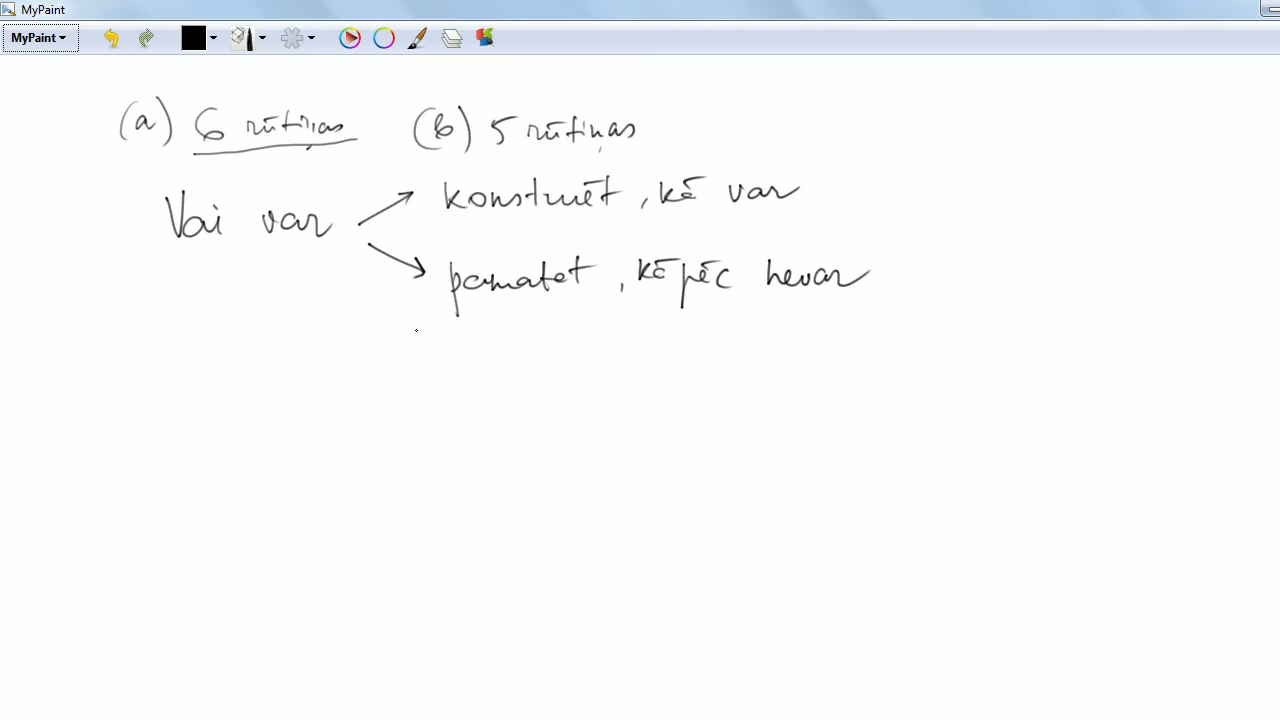 MyPaint
MyPaint
(a) 6 rūtiņas (b) 5 rūtiņas
Vai var
konstruēt, kā var
pamatot, kāpēc nevar